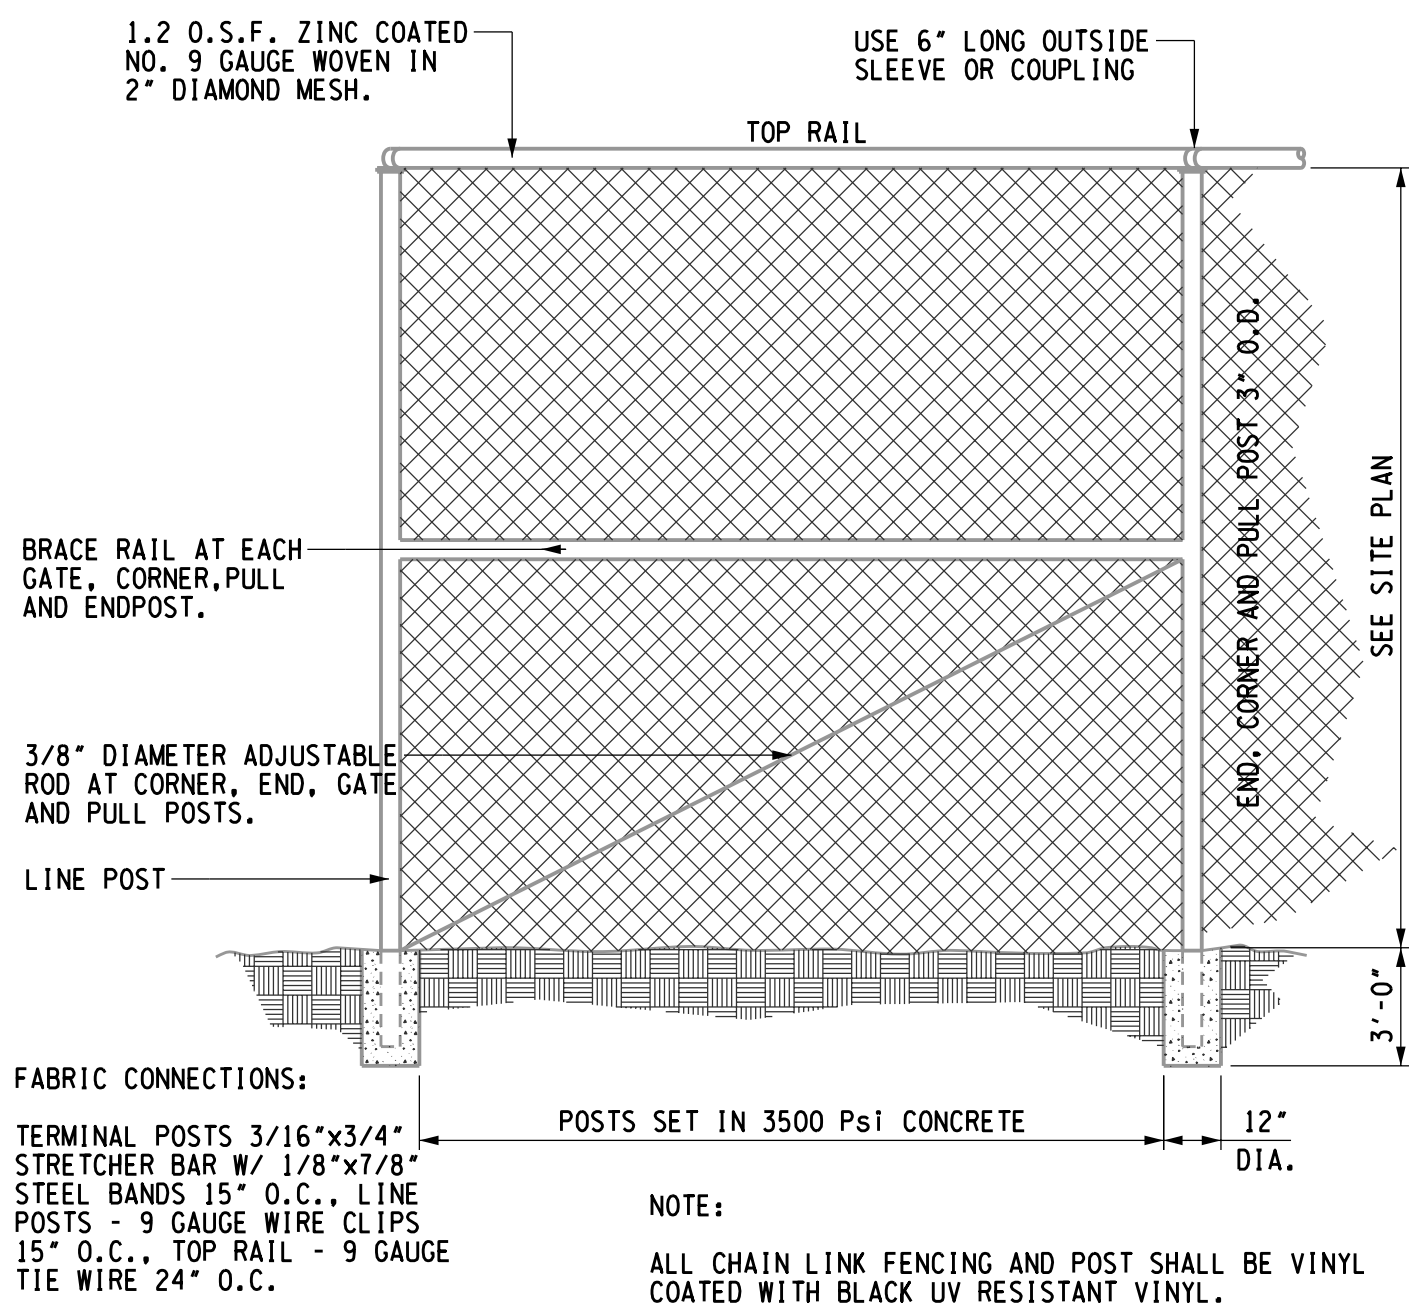 1.2 O.S.F. ZINC COATED
NO. 9 GAUGE WOVEN IN
2" DIAMOND MESH.
USE 6" LONG OUTSIDE
SLEEVE OR COUPLING
TOP RAIL
BRACE RAIL AT EACH
GATE, CORNER,PULL
AND ENDPOST.
END, CORNER AND PULL POST 3" O.D.
SEE SITE PLAN
3/8" DIAMETER ADJUSTABLE
ROD AT CORNER, END, GATE
AND PULL POSTS.
LINE POST
3'-0"
FABRIC CONNECTIONS:
TERMINAL POSTS 3/16"x3/4"
STRETCHER BAR W/ 1/8"x7/8"
STEEL BANDS 15" O.C., LINE
POSTS - 9 GAUGE WIRE CLIPS
15" O.C., TOP RAIL - 9 GAUGE
TIE WIRE 24" O.C.
POSTS SET IN 3500 Psi CONCRETE
12"
DIA.
NOTE:
ALL CHAIN LINK FENCING AND POST SHALL BE VINYL
COATED WITH BLACK UV RESISTANT VINYL.